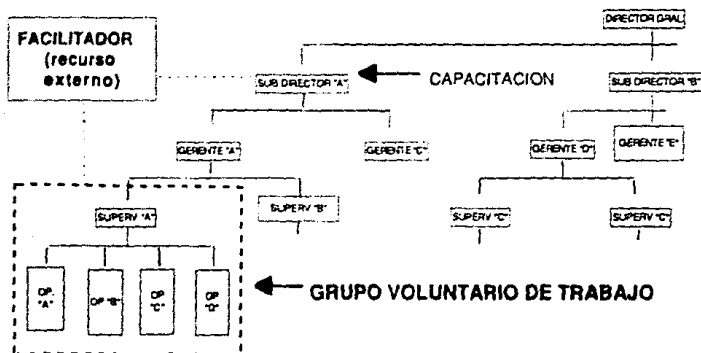 DIRECTOR GRAL
FACILITADOR
(recurso
externo)
SUB DIRECTOR "A"
CAPACITACION
SUB DIRECTOR "B"
GERENTE "A"
GERENTE "C"
GERENTE "D"
GERENTE "E"
SUPERV "A"
SUPERV "B"
SUPERV "C"
SUPERV "C"
OP. "A"
OP "B"
OP "C"
OP "D"
GRUPO VOLUNTARIO DE TRABAJO